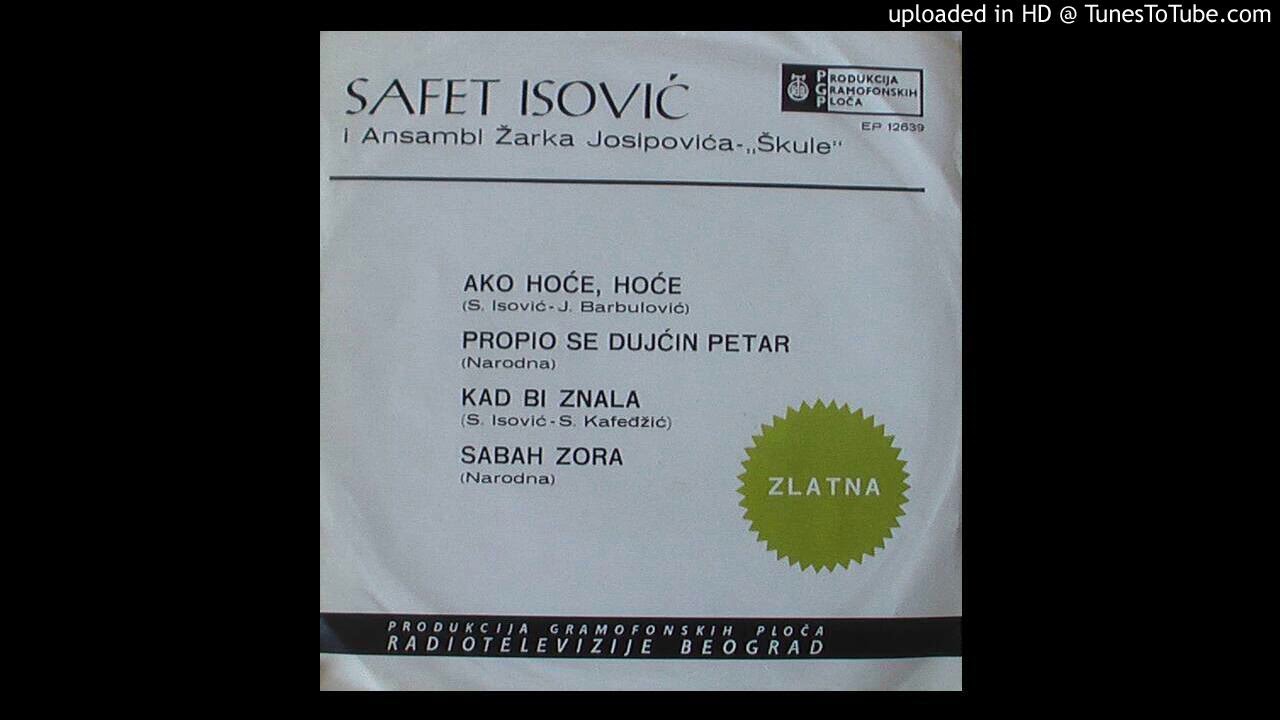 uploaded in HD @ TunesToTube.com
SAFET ISOVIĆ
PRODUKCIJA
GRAMOFONSKIH
PLOČA
EP 12639
i Ansambl Žarka Josipovića-„Škule“
AKO HOĆE, HOĆE
(S. Isović-J. Barbulović)
PROPIO SE DUJĆIN PETAR
(Narodna)
KAD BI ZNALA
(S. Isović-S. Kafedžić)
SABAH ZORA
(Narodna)
ZLATNA
PRODUKCIJA GRAMOFONSKIH PLOČA
RADIOTELEVIZIJE BEOGRAD